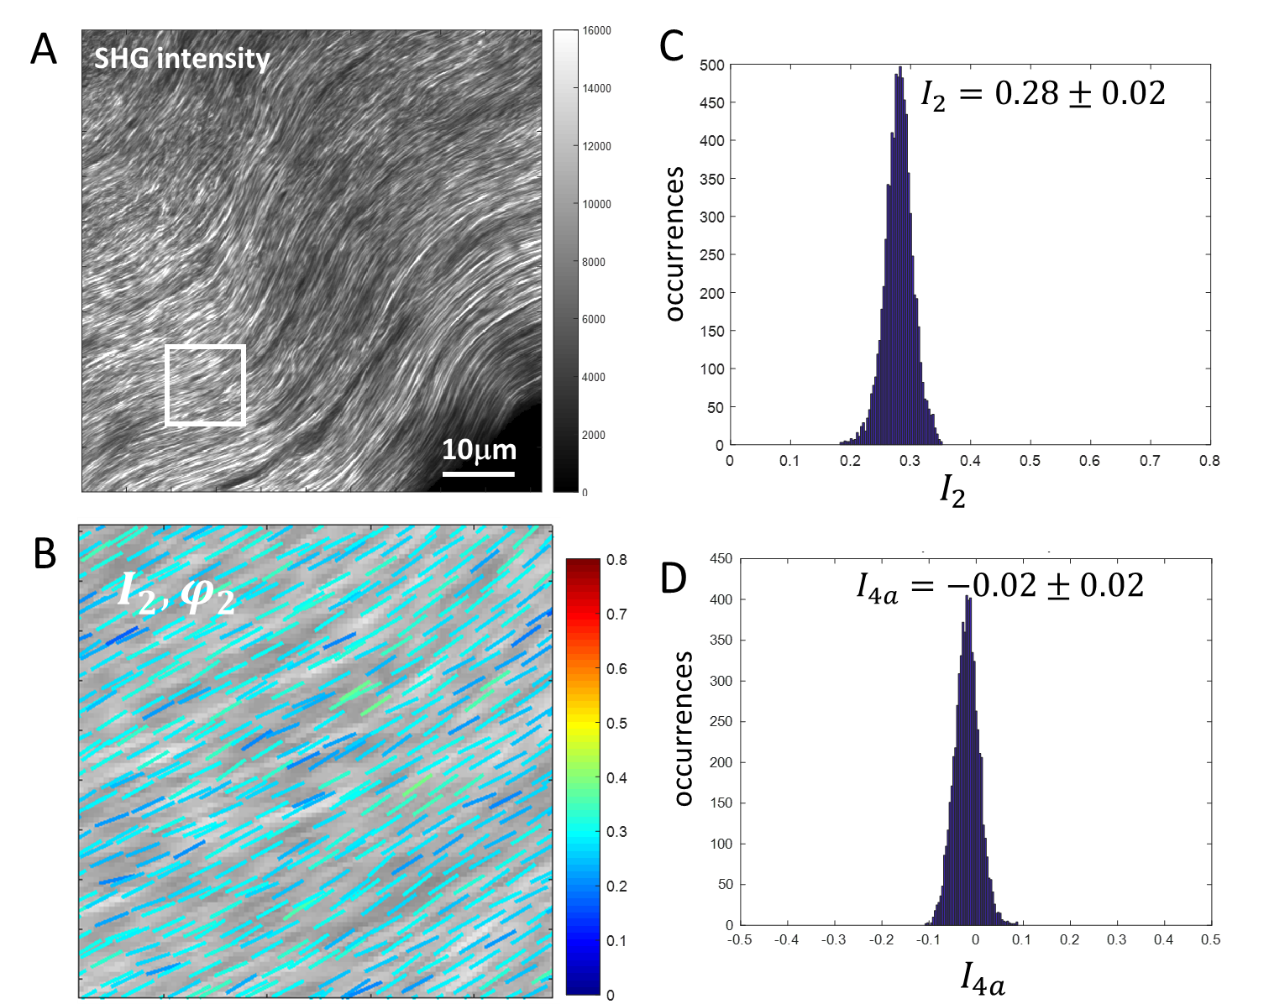 A
SHG intensity
10μm
16000
14000
12000
10000
8000
6000
4000
2000
0
B
I₂, φ₂
0.8
0.7
0.6
0.5
0.4
0.3
0.2
0.1
0
C
I₂ = 0.28 ± 0.02
occurrences
500
450
400
350
300
250
200
150
100
50
0
0 0.1 0.2 0.3 0.4 0.5 0.6 0.7 0.8
I₂
D
I₄ₐ = −0.02 ± 0.02
occurrences
450
400
350
300
250
200
150
100
50
0
-0.5 -0.4 -0.3 -0.2 -0.1 0 0.1 0.2 0.3 0.4 0.5
I₄ₐ